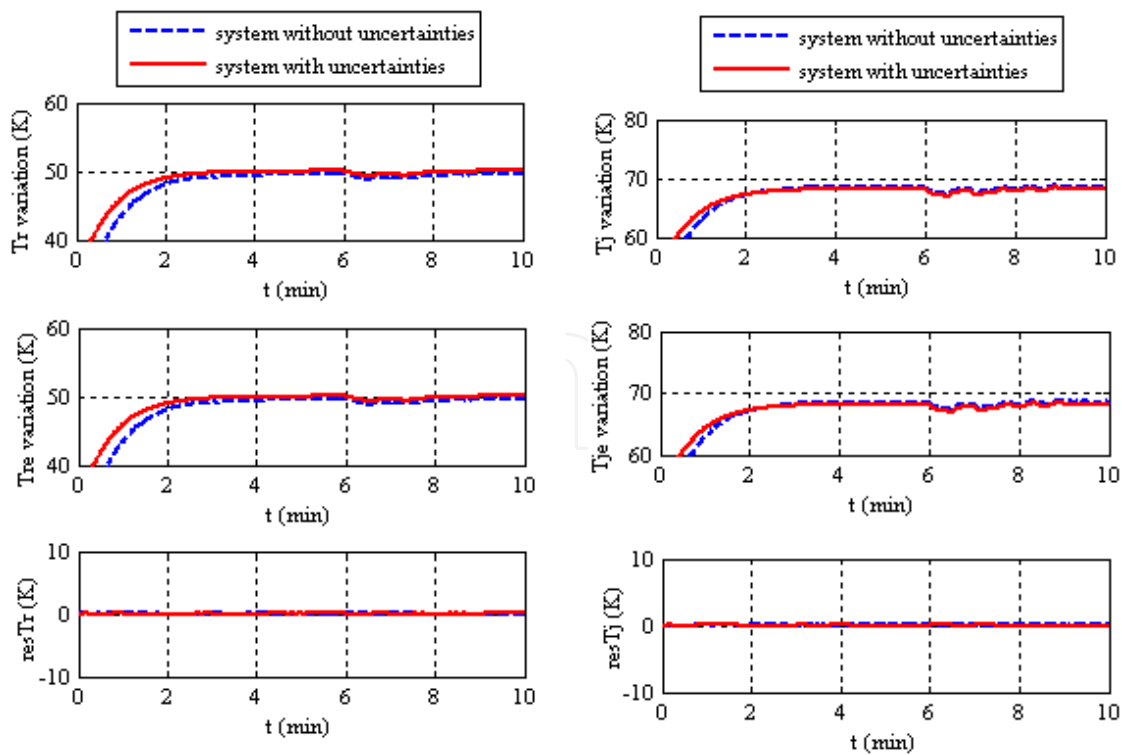 system without uncertainties
system with uncertainties
60
50
40
Tr variation (K)
0 2 4 6 8 10
t (min)
60
50
40
Tre variation (K)
0 2 4 6 8 10
t (min)
10
0
-10
resTr (K)
0 2 4 6 8 10
t (min)
system without uncertainties
system with uncertainties
80
70
60
Tj variation (K)
0 2 4 6 8 10
t (min)
80
70
60
Tje variation (K)
0 2 4 6 8 10
t (min)
10
0
-10
resTj (K)
0 2 4 6 8 10
t (min)